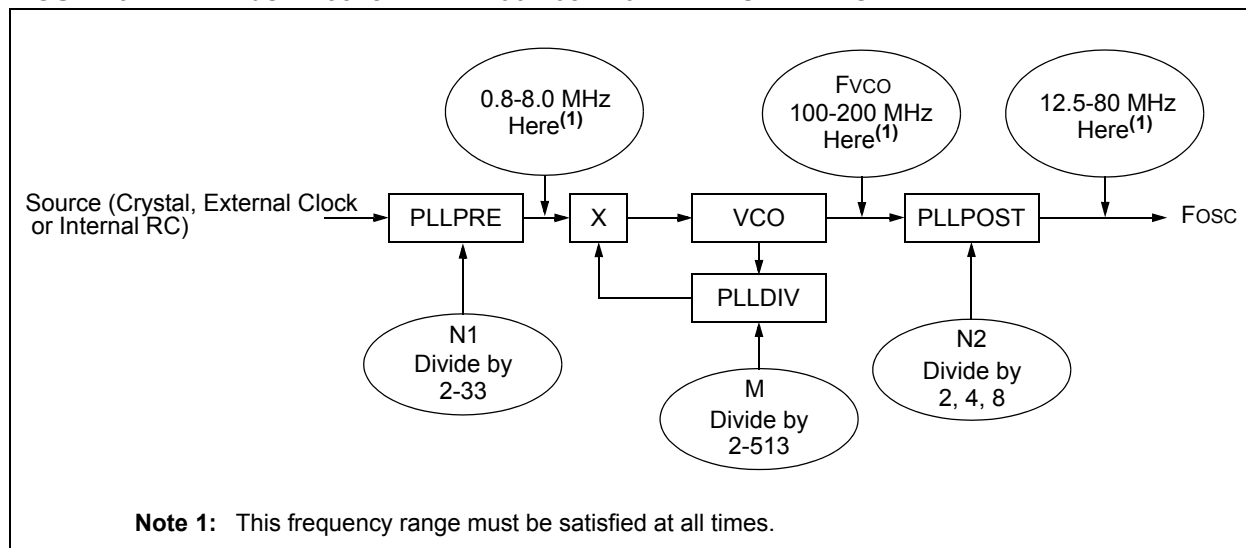 0.8-8.0 MHz
Here(1)
FVCO
100-200 MHz
Here(1)
12.5-80 MHz
Here(1)
Source (Crystal, External Clock
or Internal RC)
PLLPRE
X
VCO
PLLPOST
FOSC
PLLDIV
N1
Divide by
2-33
M
Divide by
2-513
N2
Divide by
2, 4, 8
Note 1: This frequency range must be satisfied at all times.